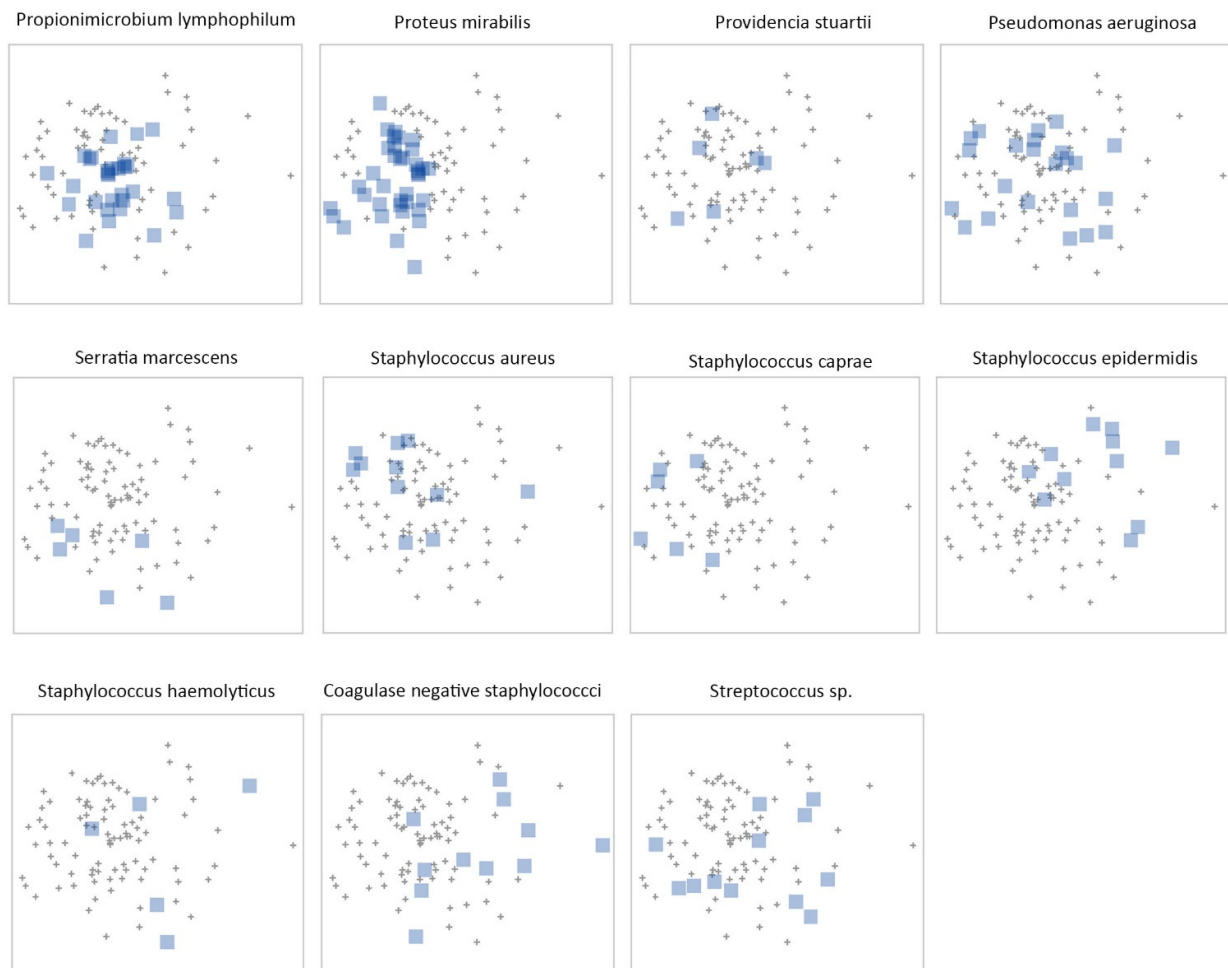 Propionimicrobium lymphophilum
Proteus mirabilis
Providencia stuartii
Pseudomonas aeruginosa
Serratia marcescens
Staphylococcus aureus
Staphylococcus caprae
Staphylococcus epidermidis
Staphylococcus haemolyticus
Coagulase negative staphylococcci
Streptococcus sp.